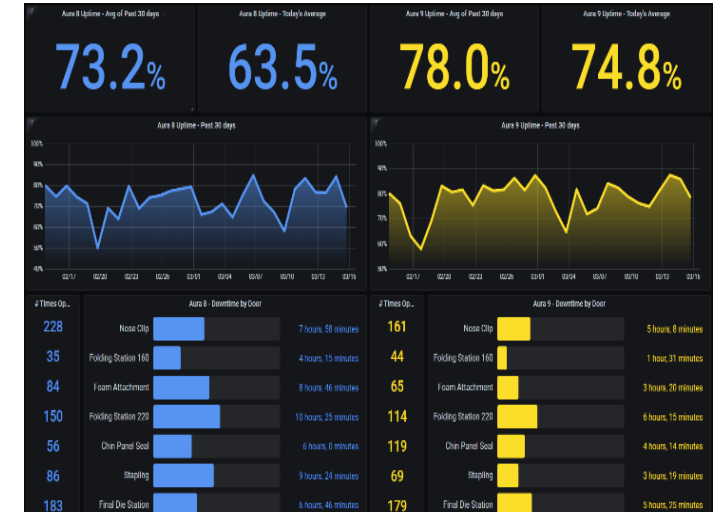 Aura 8 Uptime - Avg of Past 30 days
Aura 8 Uptime - Today's Average
Aura 9 Uptime - Avg of Past 30 days
Aura 9 Uptime - Today's Average
73.2%
63.5%
78.0%
74.8%
Aura 8 Uptime - Past 30 days
100%
90%
80%
70%
60%
50%
40%
02/17 02/20 02/23 02/26 03/01 03/04 03/07 03/10 03/13 03/16
Aura 9 Uptime - Past 30 days
100%
90%
80%
70%
60%
50%
02/17 02/20 02/23 02/26 03/01 03/04 03/07 03/10 03/13 03/16
# Times Op...
Aura 8 - Downtime by Door
228 Nose Clip 7 hours, 58 minutes
35 Folding Station 160 4 hours, 15 minutes
84 Foam Attachment 8 hours, 46 minutes
150 Folding Station 220 10 hours, 25 minutes
56 Chin Panel Seal 6 hours, 0 minutes
86 Stapling 9 hours, 24 minutes
183 Final Die Station 6 hours, 46 minutes
# Times Op...
Aura 9 - Downtime by Door
161 Nose Clip 5 hours, 8 minutes
44 Folding Station 160 1 hour, 31 minutes
65 Foam Attachment 3 hours, 20 minutes
114 Folding Station 220 6 hours, 15 minutes
119 Chin Panel Seal 4 hours, 14 minutes
69 Stapling 3 hours, 19 minutes
179 Final Die Station 5 hours, 25 minutes